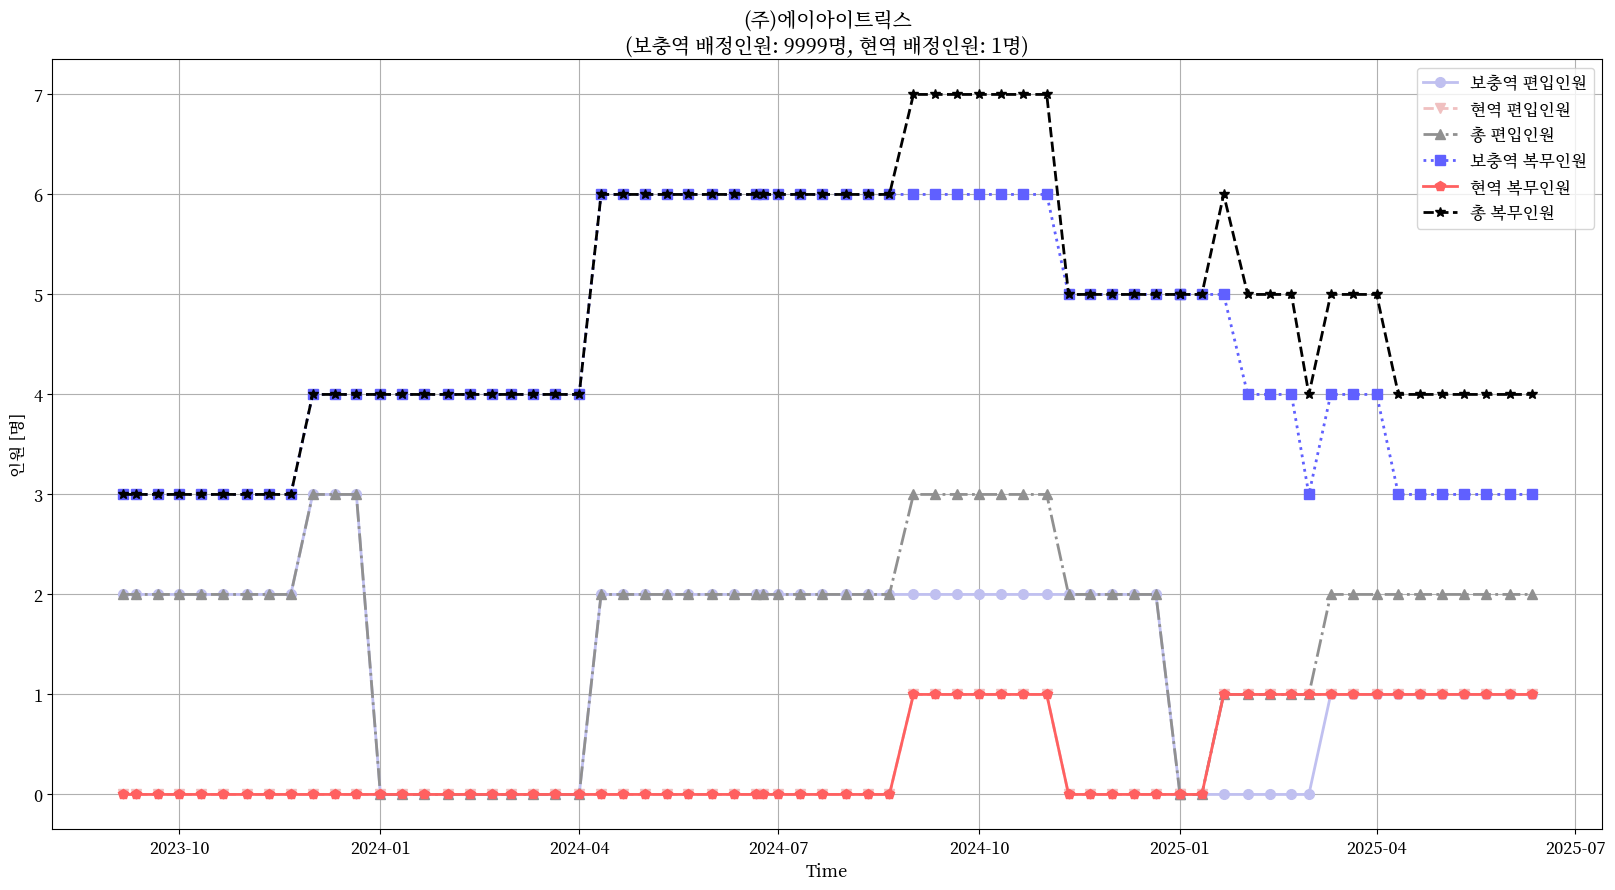 (주)에이아이트릭스
(보충역 배정인원: 9999명, 현역 배정인원: 1명)
보충역 편입인원
현역 편입인원
총 편입인원
보충역 복무인원
현역 복무인원
총 복무인원
인원 [명]
7
6
5
4
3
2
1
0
2023-10
2024-01
2024-04
2024-07
2024-10
2025-01
2025-04
2025-07
Time